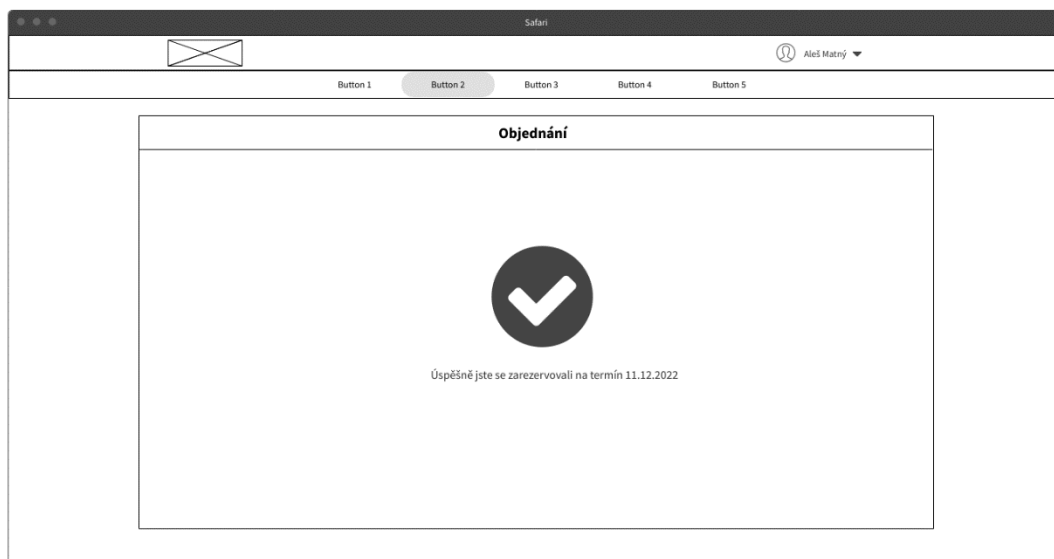 Safari
Aleš Matný
Button 1 Button 2 Button 3 Button 4 Button 5
Objednání
Úspěšně jste se zarezervovali na termín 11.12.2022